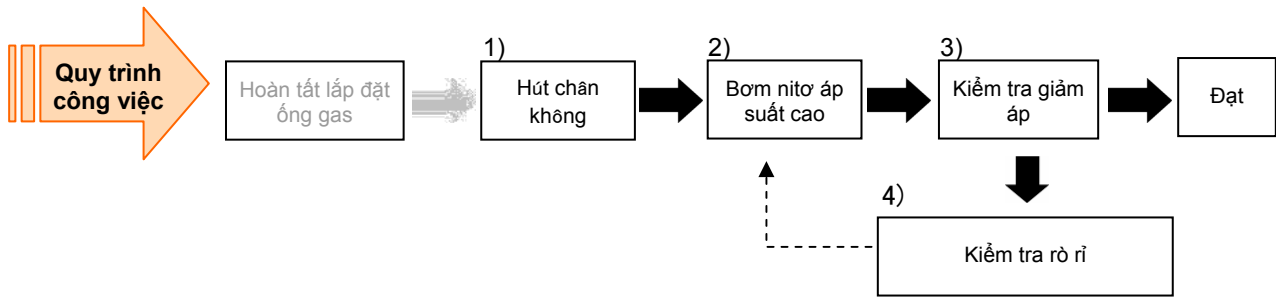 Quy trình
công việc
Hoàn tất lắp đặt
ống gas
1)
Hút chân
không
2)
Bơm nitơ áp
suất cao
3)
Kiểm tra giảm
áp
Đạt
4)
Kiểm tra rò rỉ